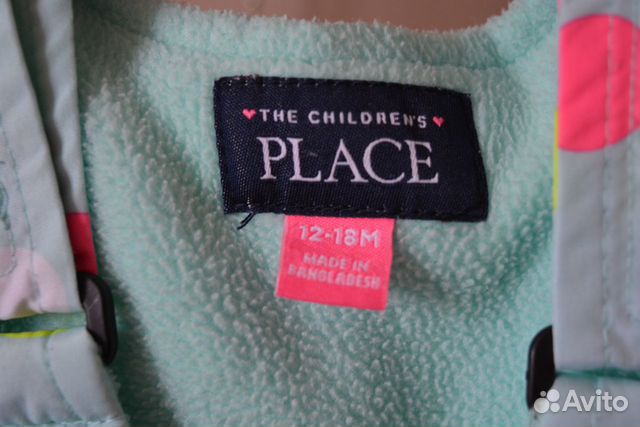 THE CHILDREN'S
PLACE
12-18M
MADE IN
BANGLADESH
Avito